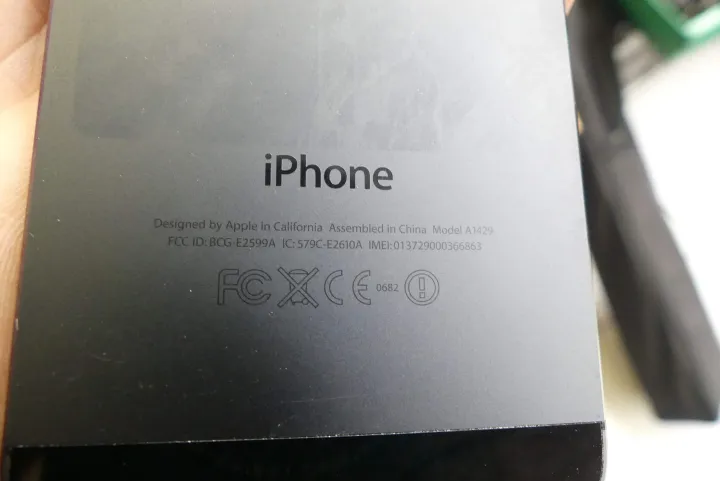 iPhone
Designed by Apple in California Assembled in China Model A1429
FCC ID: BCG-E2599A IC: 579C-E2610A IMEI: 013729000366863
FC CE 0682